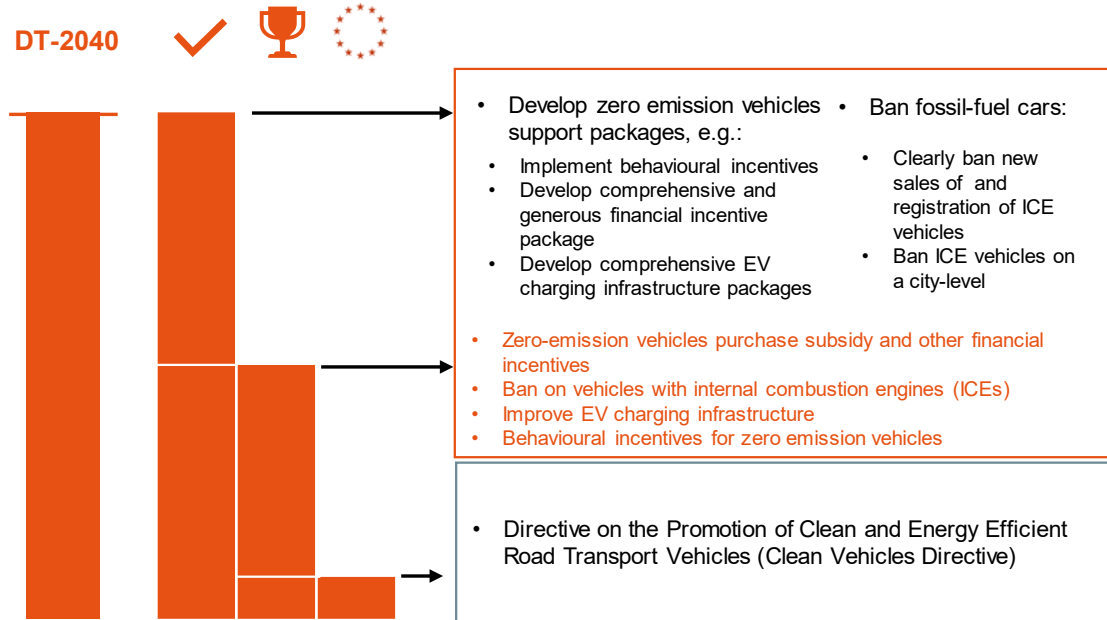 DT-2040
• Develop zero emission vehicles
support packages, e.g.:
• Implement behavioural incentives
• Develop comprehensive and
generous financial incentive
package
• Develop comprehensive EV
charging infrastructure packages
• Ban fossil-fuel cars:
• Clearly ban new
sales of and
registration of ICE
vehicles
• Ban ICE vehicles on
a city-level
• Zero-emission vehicles purchase subsidy and other financial
incentives
• Ban on vehicles with internal combustion engines (ICEs)
• Improve EV charging infrastructure
• Behavioural incentives for zero emission vehicles
• Directive on the Promotion of Clean and Energy Efficient
Road Transport Vehicles (Clean Vehicles Directive)